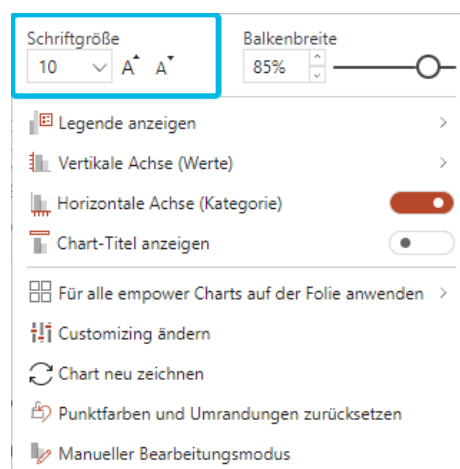 Schriftgröße
10 A A
Balkenbreite
85%
Legende anzeigen
Vertikale Achse (Werte)
Horizontale Achse (Kategorie)
Chart-Titel anzeigen
Für alle empower Charts auf der Folie anwenden
Customizing ändern
Chart neu zeichnen
Punktfarben und Umrandungen zurücksetzen
Manueller Bearbeitungsmodus